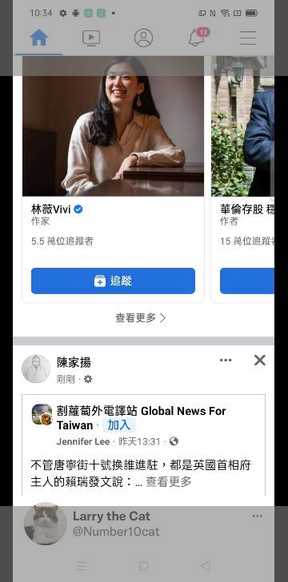 10:34
林薇Vivi
作家
5.5 萬位追蹤者
追蹤
華倫存股 穩
作者
15 萬位追蹤
查看更多
陳家揚
剛剛
割蘿蔔外電譯站 Global News For
Taiwan · 加入
Jennifer Lee · 昨天13:31 ·
不管唐寧街十號換誰進駐，都是英國首相府
主人的賴瑞發文說：... 查看更多
Larry the Cat
@Number10cat